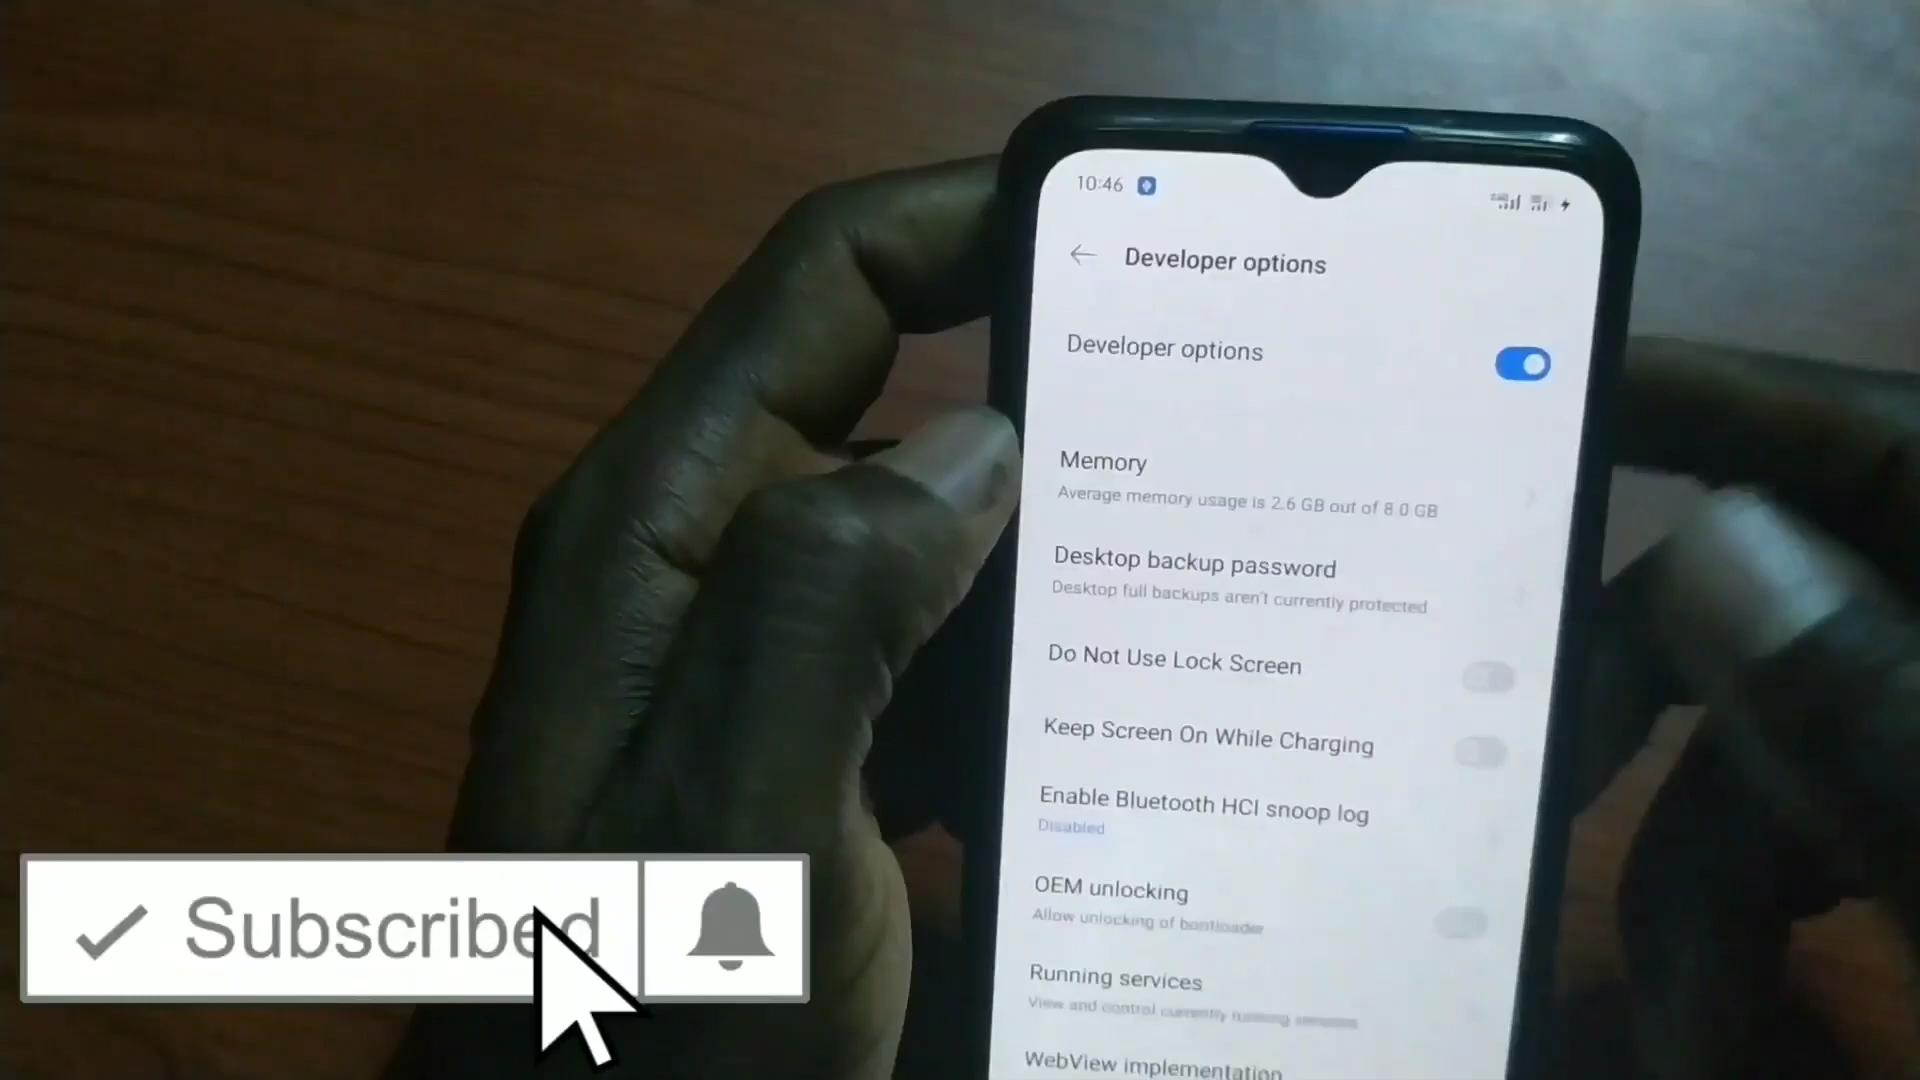 10:46
Developer options
Developer options
Memory
Average memory usage is 2.6 GB out of 8.0 GB
Desktop backup password
Desktop full backups aren't currently protected
Do Not Use Lock Screen
Keep Screen On While Charging
Enable Bluetooth HCI snoop log
Disabled
OEM unlocking
Allow unlocking of bootloader
Running services
View and control currently running services
WebView implementation
Subscribed